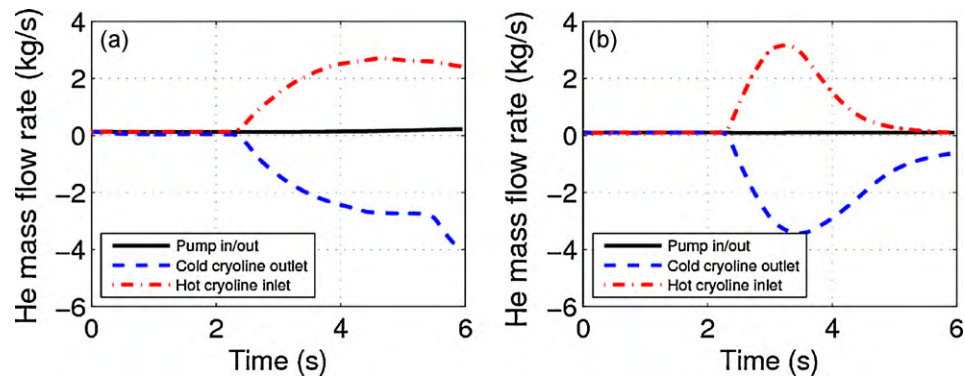 (a)
He mass flow rate (kg/s)
4
2
0
−2
−4
−6
Pump in/out
Cold cryoline outlet
Hot cryoline inlet
0 2 4 6
Time (s)
(b)
He mass flow rate (kg/s)
4
2
0
−2
−4
−6
Pump in/out
Cold cryoline outlet
Hot cryoline inlet
0 2 4 6
Time (s)